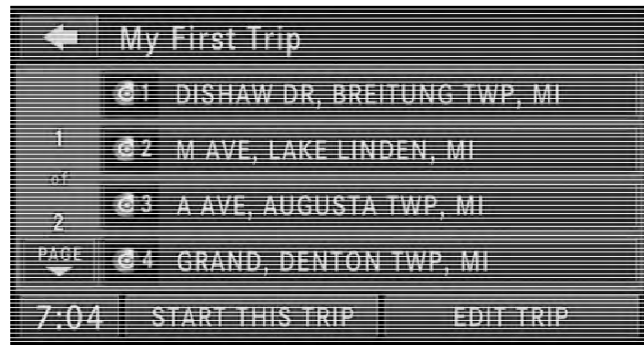 My First Trip
1 DISHAW DR, BREITUNG TWP, MI
2 M AVE, LAKE LINDEN, MI
3 A AVE, AUGUSTA TWP, MI
4 GRAND, DENTON TWP, MI
1
of
2
PAGE
7:04 START THIS TRIP EDIT TRIP